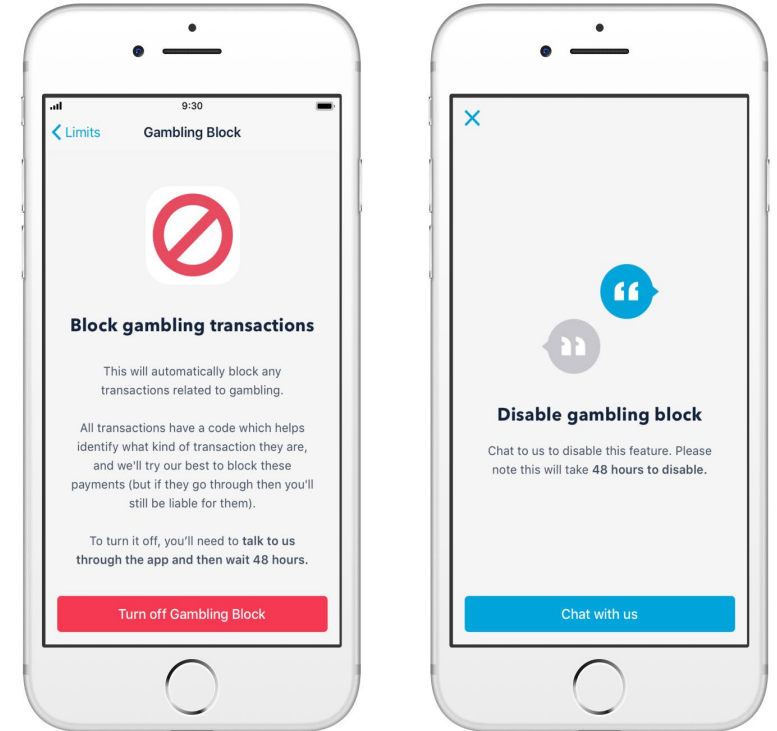 9:30
Limits
Gambling Block
Block gambling transactions
This will automatically block any
transactions related to gambling.
All transactions have a code which helps
identify what kind of transaction they are,
and we'll try our best to block these
payments (but if they go through then you'll
still be liable for them).
To turn it off, you’ll need to talk to us
through the app and then wait 48 hours.
Turn off Gambling Block
Disable gambling block
Chat to us to disable this feature. Please
note this will take 48 hours to disable.
Chat with us